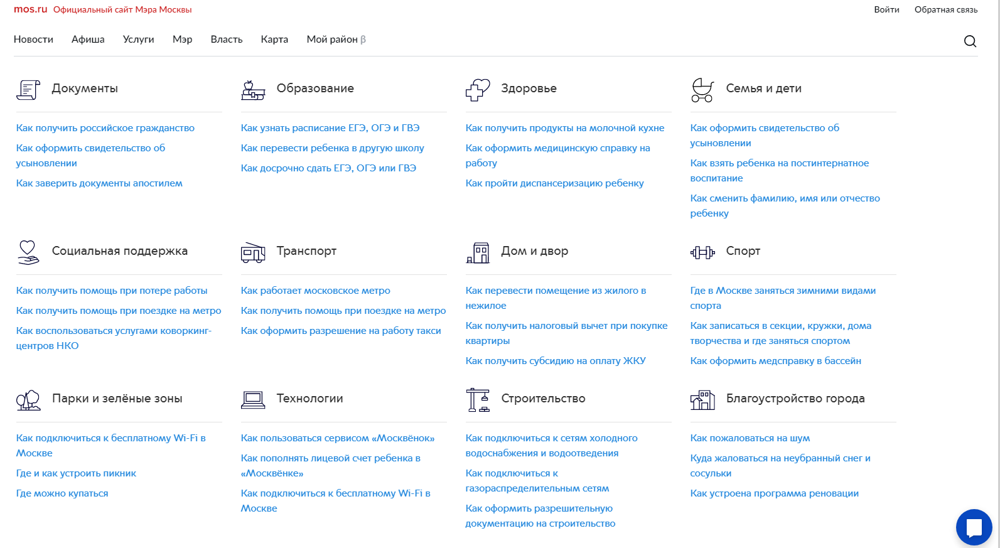 mos.ru Официальный сайт Мэра Москвы
Войти Обратная связь
Новости Афиша Услуги Мэр Власть Карта Мой район β
Документы
Как получить российское гражданство
Как оформить свидетельство об
усыновлении
Как заверить документы апостилем
Образование
Как узнать расписание ЕГЭ, ОГЭ и ГВЭ
Как перевести ребенка в другую школу
Как досрочно сдать ЕГЭ, ОГЭ или ГВЭ
Здоровье
Как получить продукты на молочной кухне
Как оформить медицинскую справку на
работу
Как пройти диспансеризацию ребенку
Семья и дети
Как оформить свидетельство об
усыновлении
Как взять ребенка на постинтернатное
воспитание
Как сменить фамилию, имя или отчество
ребенку
Социальная поддержка
Как получить помощь при потере работы
Как получить помощь при поездке на метро
Как воспользоваться услугами коворкинг-
центров НКО
Транспорт
Как работает московское метро
Как получить помощь при поездке на метро
Как оформить разрешение на работу такси
Дом и двор
Как перевести помещение из жилого в
нежилое
Как получить налоговый вычет при покупке
квартиры
Как получить субсидию на оплату ЖКУ
Спорт
Где в Москве заняться зимними видами
спорта
Как записаться в секции, кружки, дома
творчества и где заняться спортом
Как оформить медсправку в бассейн
Парки и зелёные зоны
Как подключиться к бесплатному Wi-Fi в
Москве
Где и как устроить пикник
Где можно купаться
Технологии
Как пользоваться сервисом «Москвёнок»
Как пополнять лицевой счет ребенка в
«Москвёнке»
Как подключиться к бесплатному Wi-Fi в
Москве
Строительство
Как подключиться к сетям холодного
водоснабжения и водоотведения
Как подключиться к
газораспределительным сетям
Как оформить разрешительную
документацию на строительство
Благоустройство города
Как пожаловаться на шум
Куда жаловаться на неубранный снег и
сосульки
Как устроена программа реновации